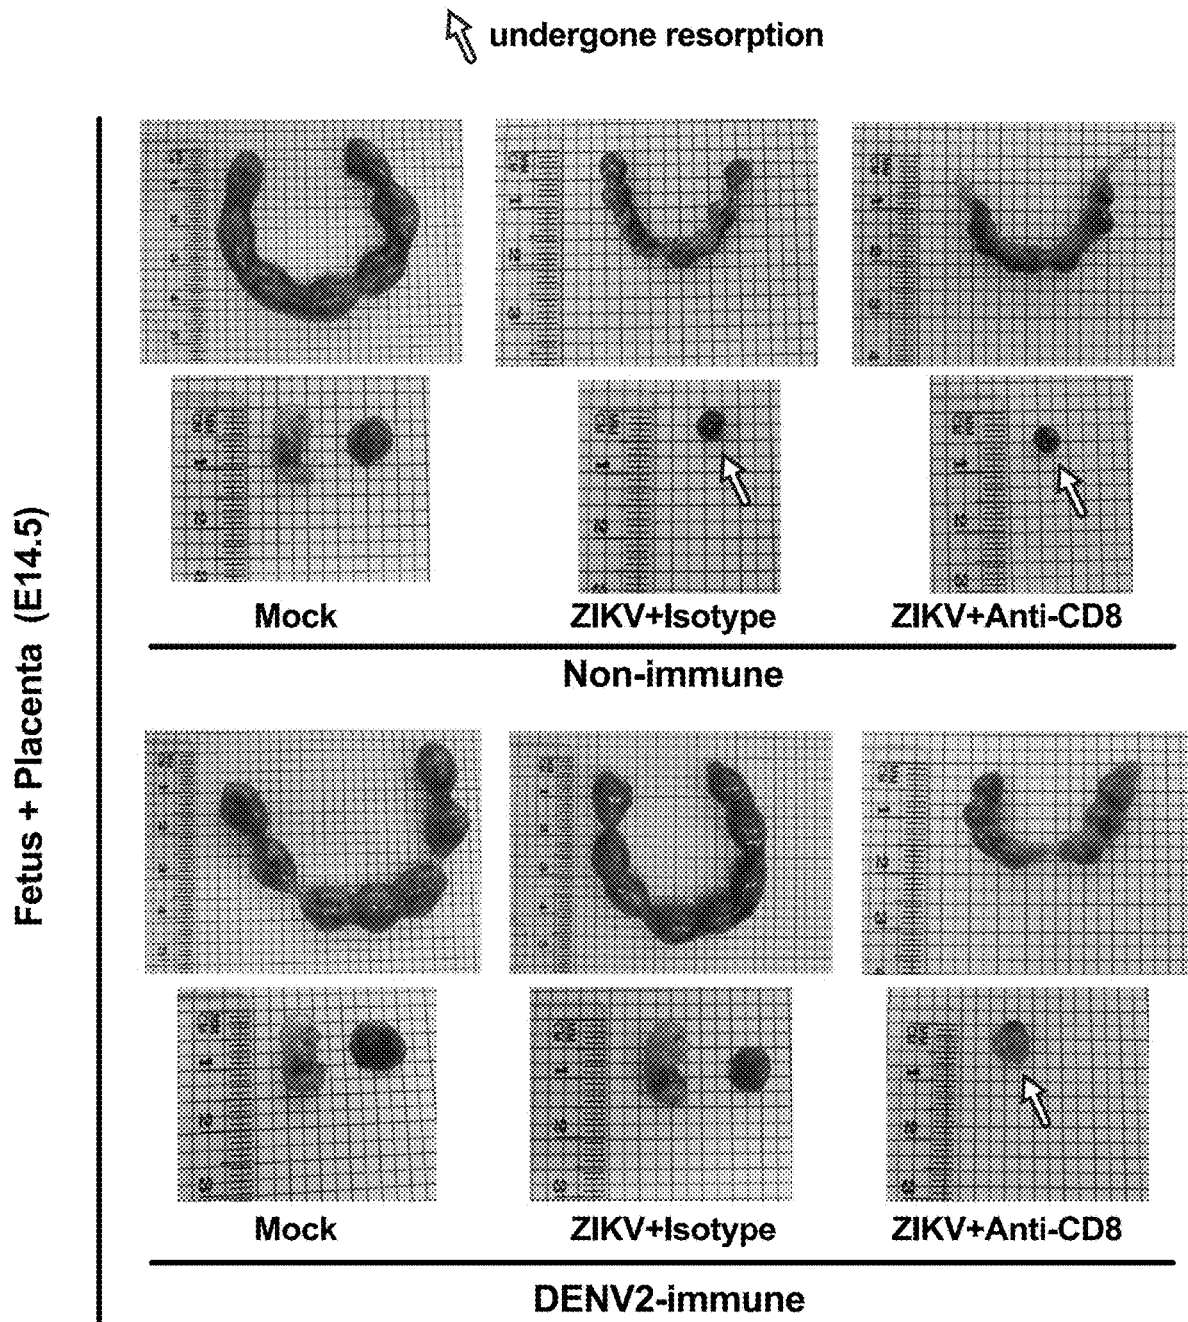 undergone resorption
Fetus + Placenta (E14.5)
Mock
ZIKV+Isotype
ZIKV+Anti-CD8
Non-immune
Mock
ZIKV+Isotype
ZIKV+Anti-CD8
DENV2-immune